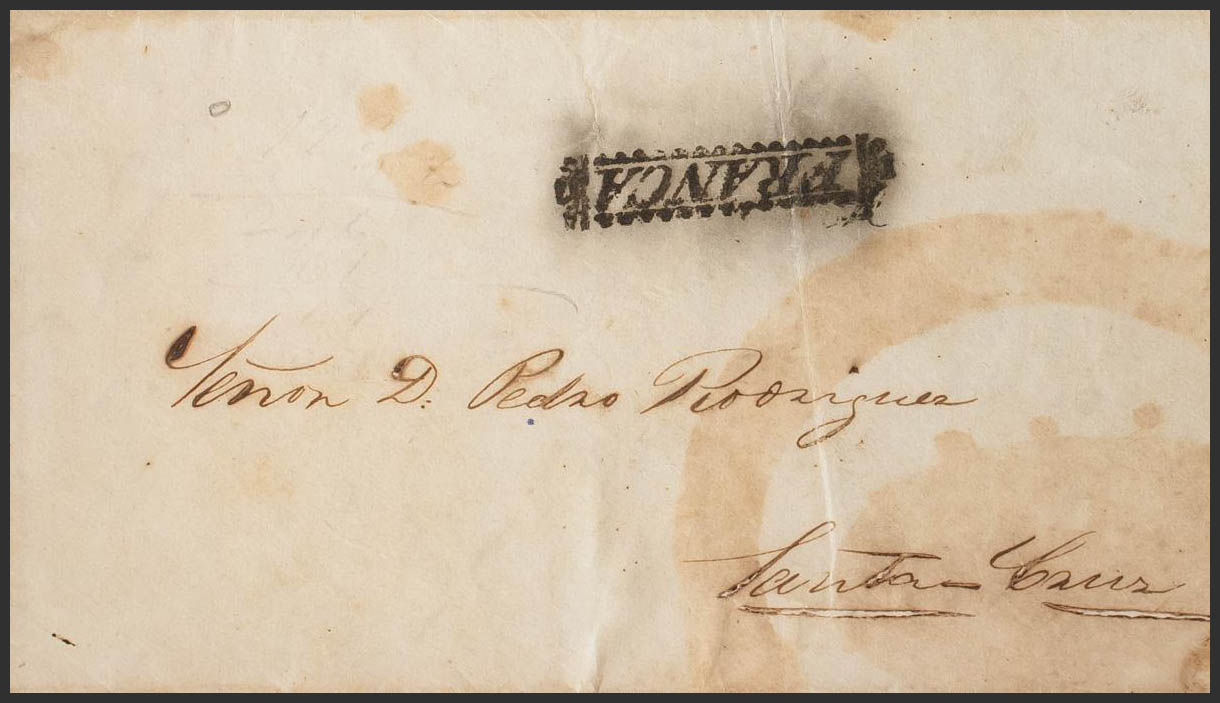 FRANCA
Señor D. Pedro Rodriguez
Santa Cruz